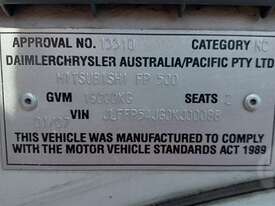 APPROVAL NO. 13310 CATEGORY NC
DAIMLERCHRYSLER AUSTRALIA/PACIFIC PTY LTD
MITSUBISHI FP 500
GVM SEATS 2
VIN
THIS VEHICLE WAS MANUFACTURED TO COMPLY
WITH THE MOTOR VEHICLE STANDARDS ACT 1989